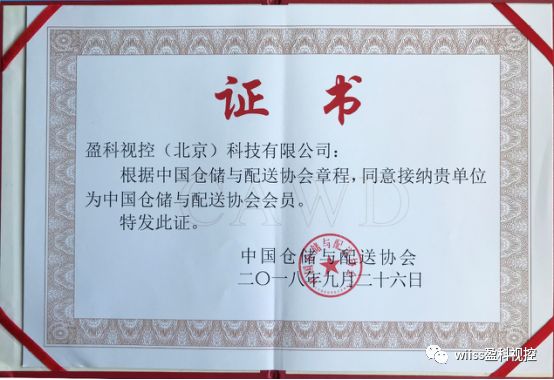 证书
盈科视控（北京）科技有限公司：
根据中国仓储与配送协会章程，同意接纳贵单位
为中国仓储与配送协会会员。
特发此证。
CAWD
中国仓储与配送协会
二〇一八年九月二十六日
wiiss盈科视控